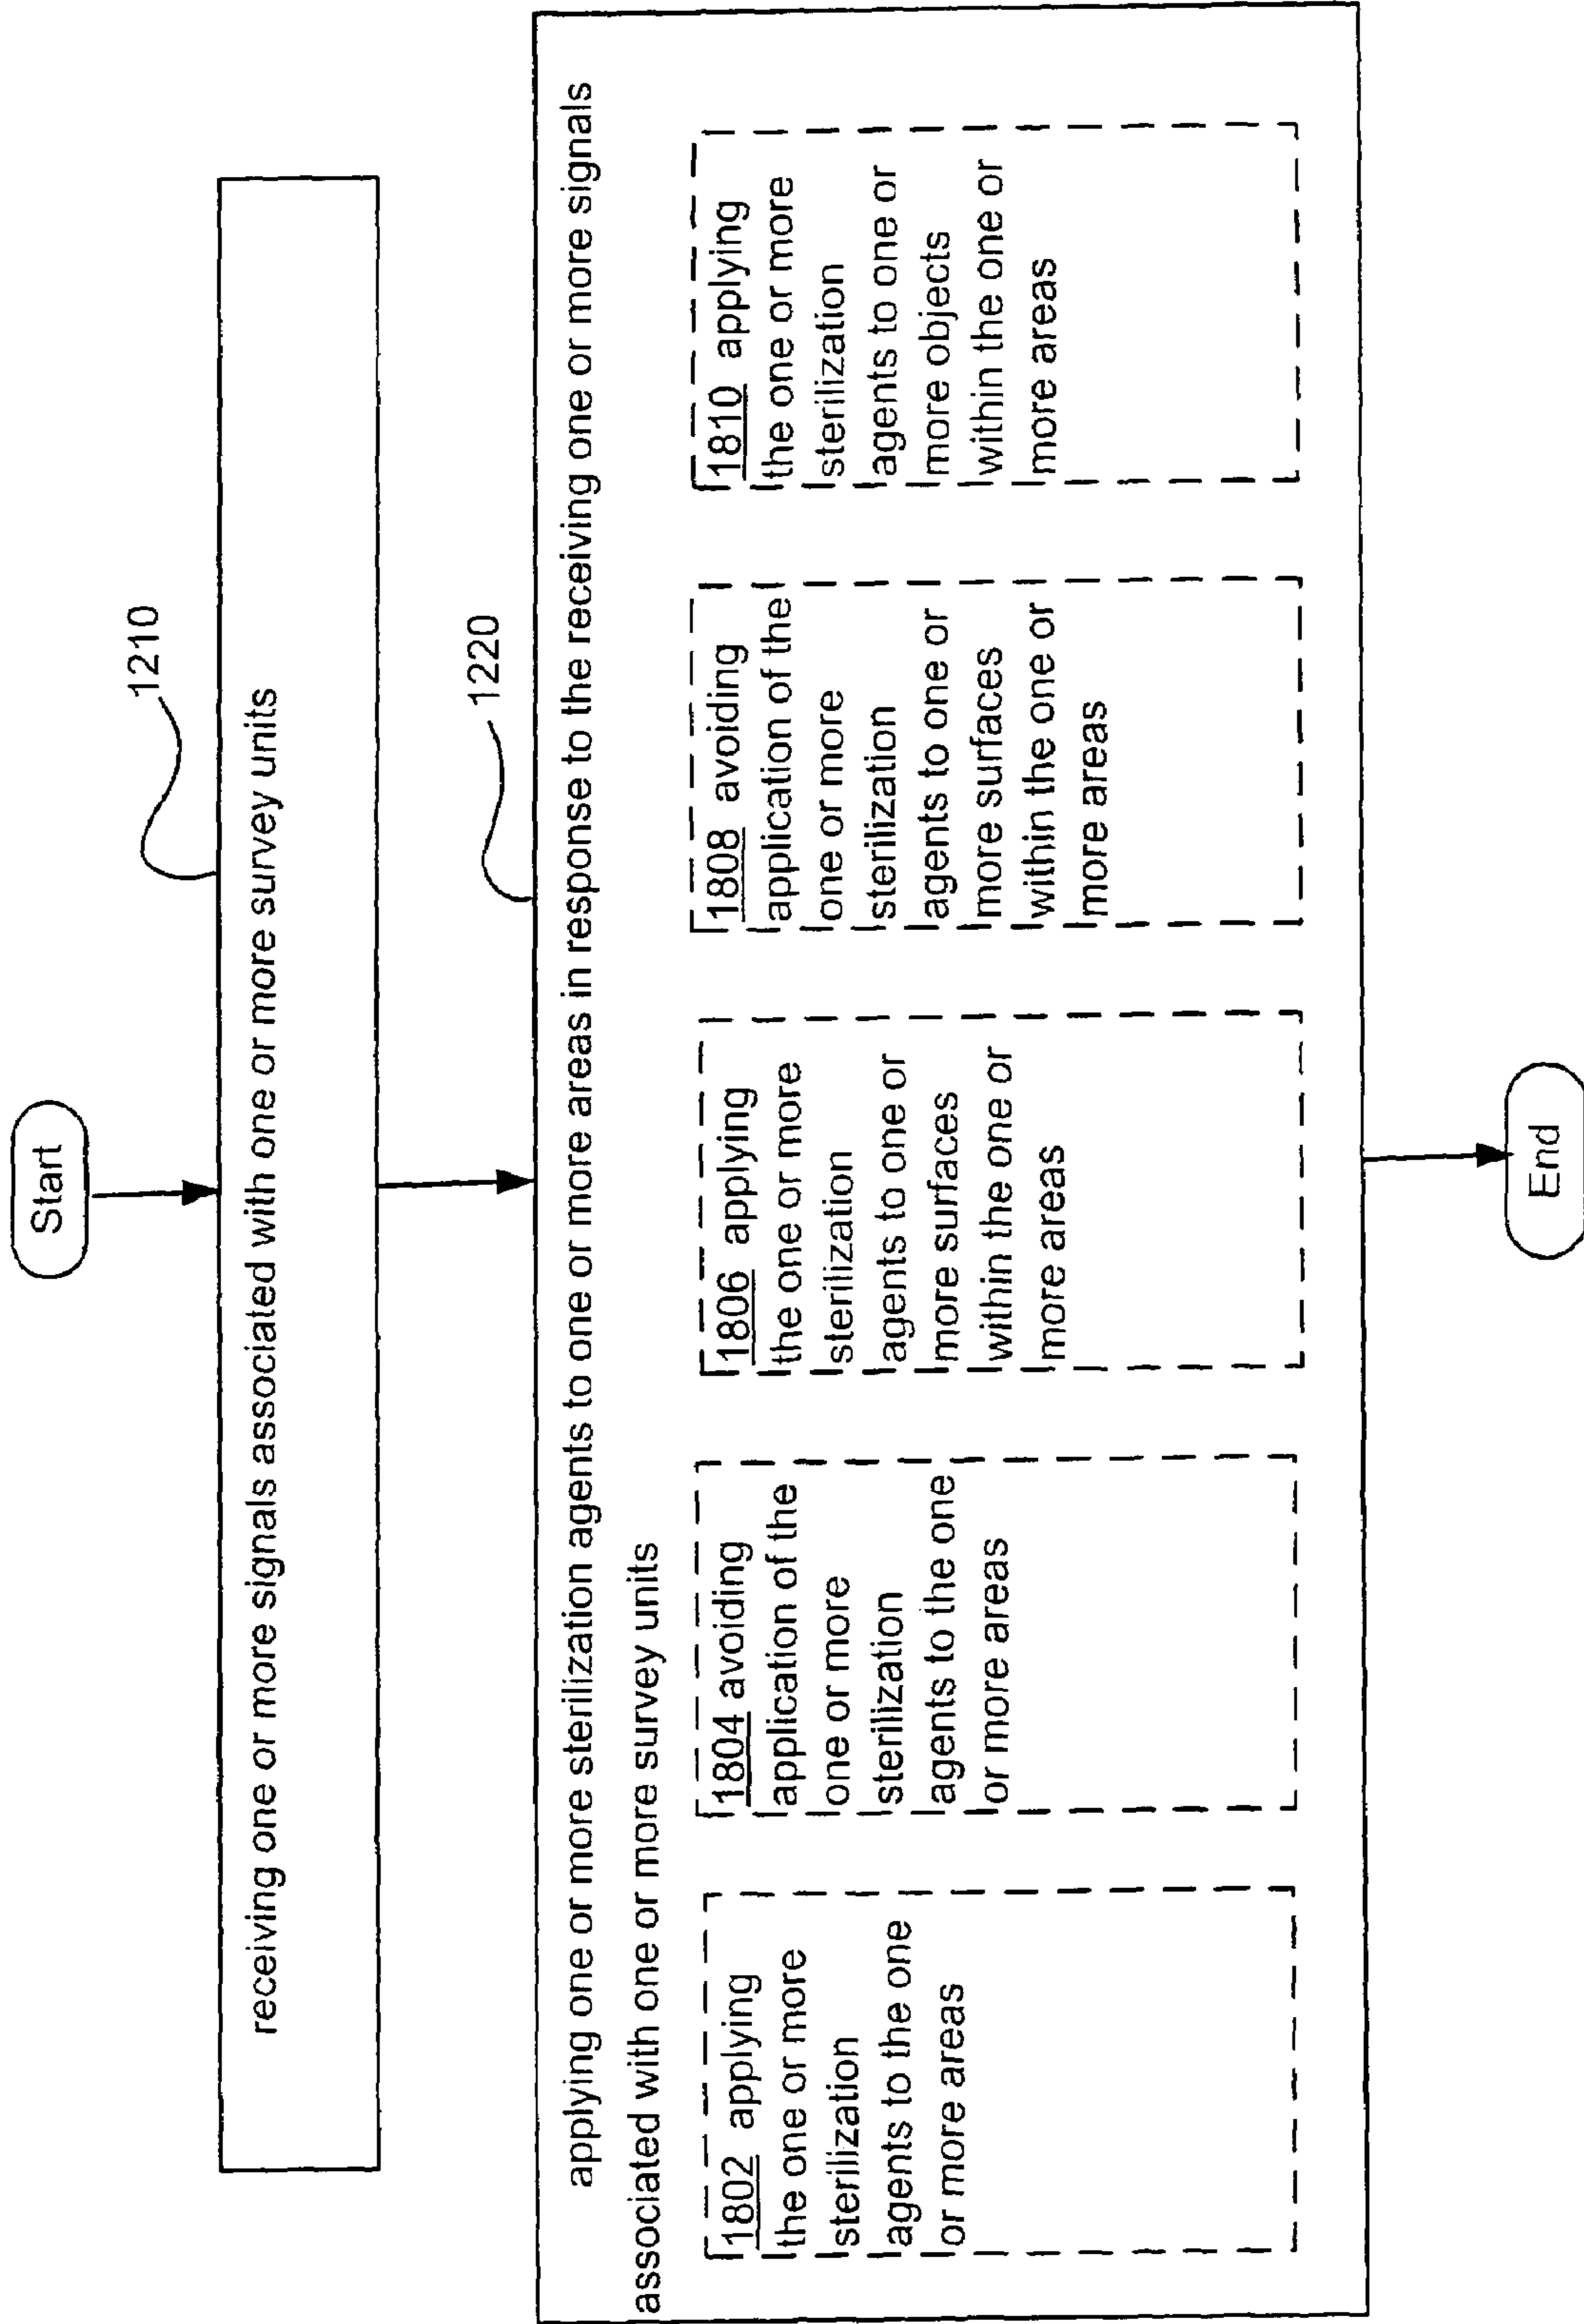 Start
1210
receiving one or more signals associated with one or more survey units
1220
applying one or more sterilization agents to one or more areas in response to the receiving one or more signals
associated with one or more survey units
1802 applying
the one or more
sterilization
agents to the one
or more areas
1804 avoiding
application of the
one or more
sterilization
agents to the one
or more areas
1806 applying
the one or more
sterilization
agents to one or
more surfaces
within the one or
more areas
1808 avoiding
application of the
one or more
sterilization
agents to one or
more surfaces
within the one or
more areas
1810 applying
the one or more
sterilization
agents to one or
more objects
within the one or
more areas
End